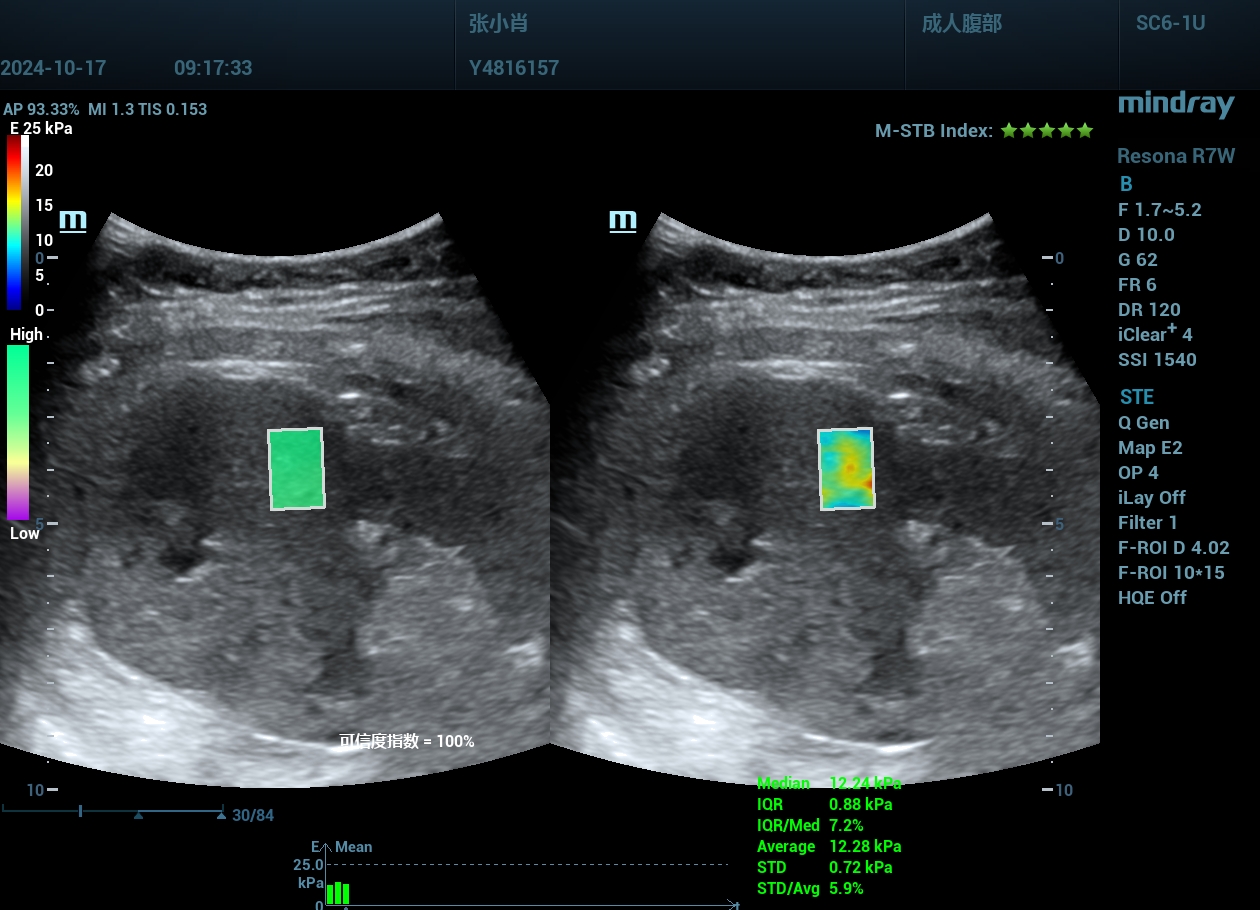 张小肖
成人腹部
SC6-1U
2024-10-17 09:17:33
Y4816157
AP 93.33% MI 1.3 TIS 0.153
mindray
E 25 kPa
M-STB Index:
Resona R7W
20
B
15
F 1.7~5.2
m
m
D 10.0
10
0
0
G 62
5
FR 6
0
DR 120
High
iClear+ 4
SSI 1540
STE
Q Gen
Map E2
OP 4
iLay Off
5
5
Filter 1
Low
F-ROI D 4.02
F-ROI 10*15
HQE Off
可信度指数 = 100%
Median 12.24 kPa
10
10
IQR 0.88 kPa
30/84
IQR/Med 7.2%
E Mean
Average 12.28 kPa
25.0
STD 0.72 kPa
kPa
STD/Avg 5.9%
0
t